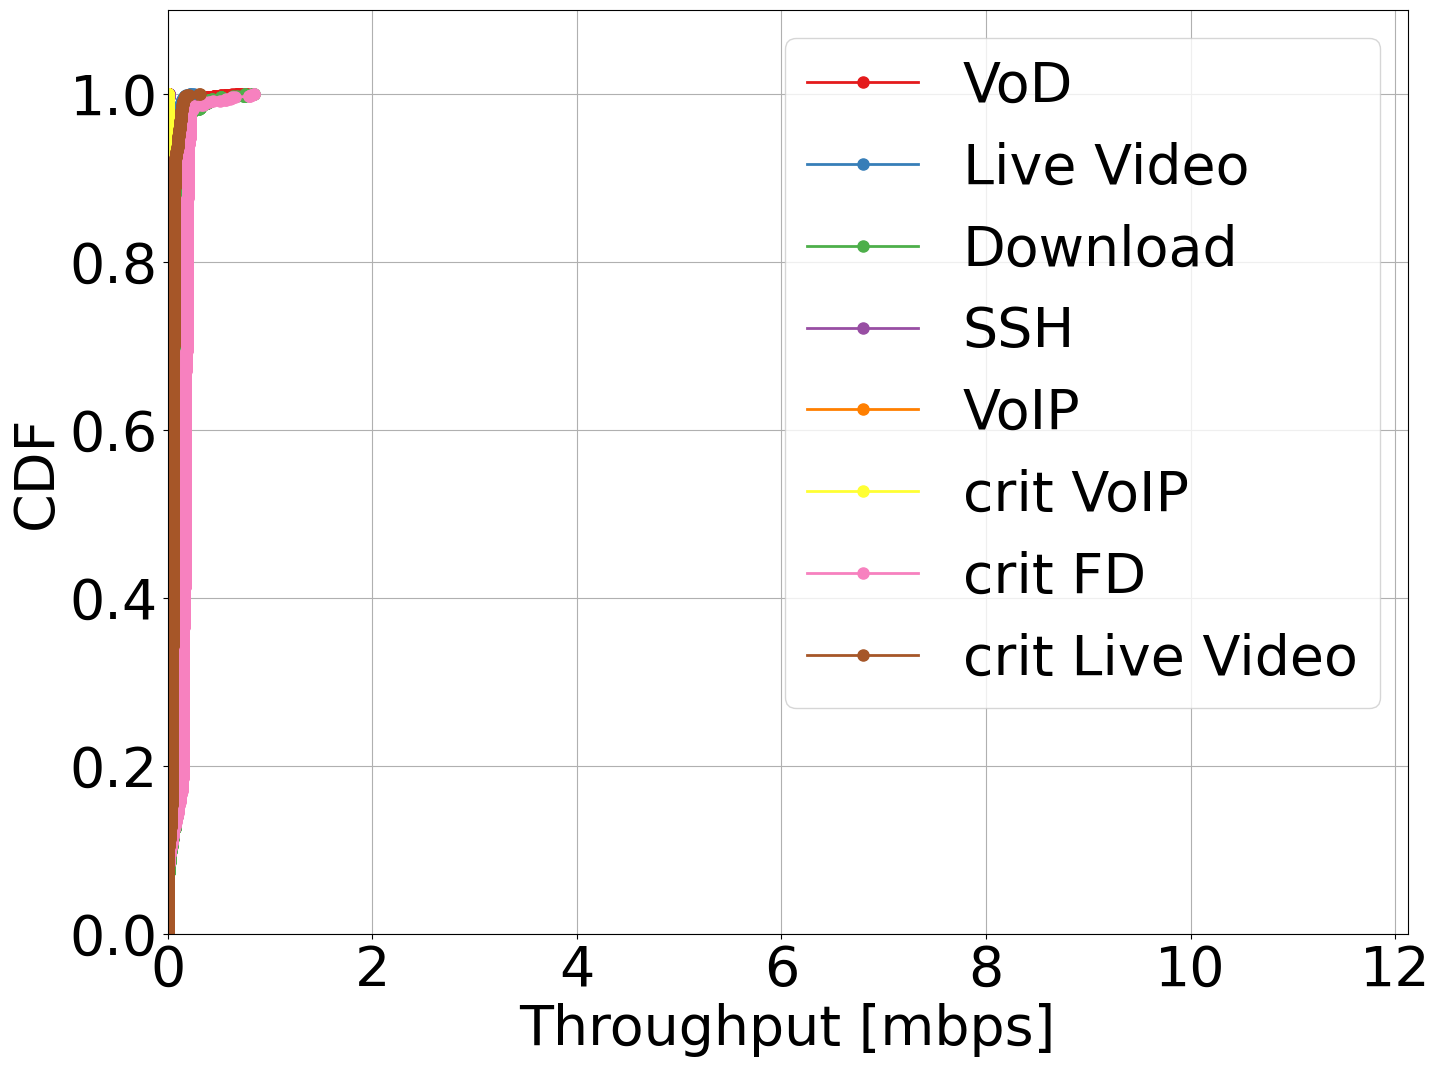 1.0
0.8
0.6
0.4
0.2
0.0
CDF
0 2 4 6 8 10 12
Throughput [mbps]
VoD
Live Video
Download
SSH
VoIP
crit VoIP
crit FD
crit Live Video